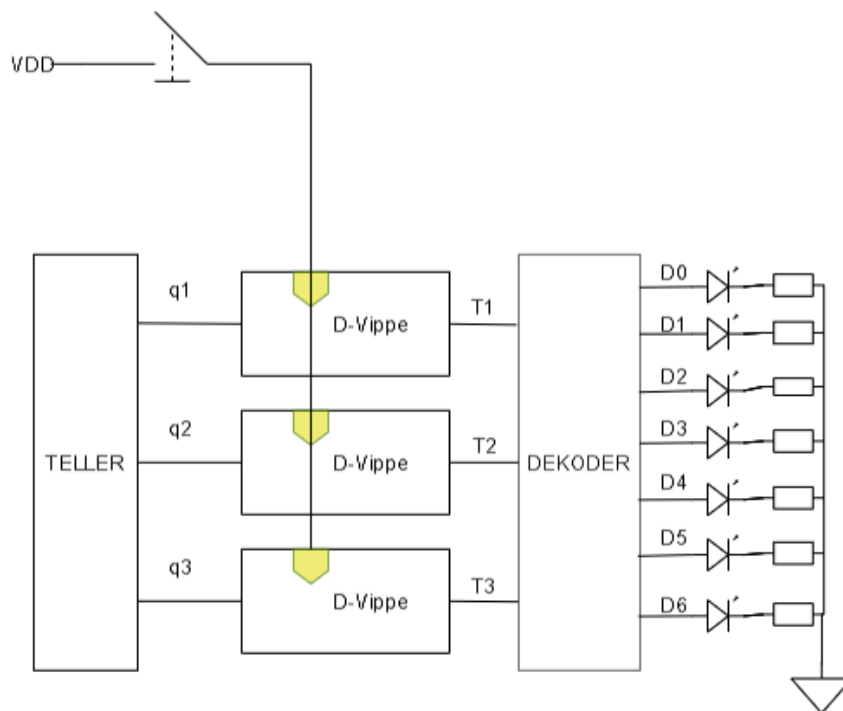 VDD
q1
D-Vippe
T1
D0
D1
D2
TELLER
q2
D-Vippe
T2
DEKODER
D3
D4
q3
D-Vippe
T3
D5
D6